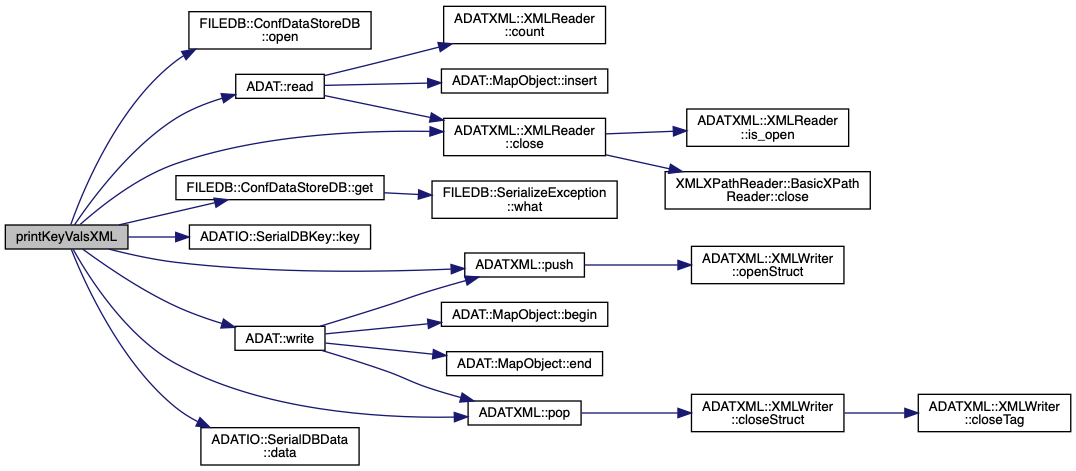 FILEDB::ConfDataStoreDB
::open
ADATXML::XMLReader
::count
ADAT::read
ADAT::MapObject::insert
ADATXML::XMLReader
::close
ADATXML::XMLReader
::is_open
XMLXPathReader::BasicXPath
Reader::close
FILEDB::ConfDataStoreDB::get
FILEDB::SerializeException
::what
printKeyValsXML
ADATIO::SerialDBKey::key
ADATXML::push
ADATXML::XMLWriter
::openStruct
ADAT::write
ADAT::MapObject::begin
ADAT::MapObject::end
ADATXML::pop
ADATXML::XMLWriter
::closeStruct
ADATXML::XMLWriter
::closeTag
ADATIO::SerialDBData
::data